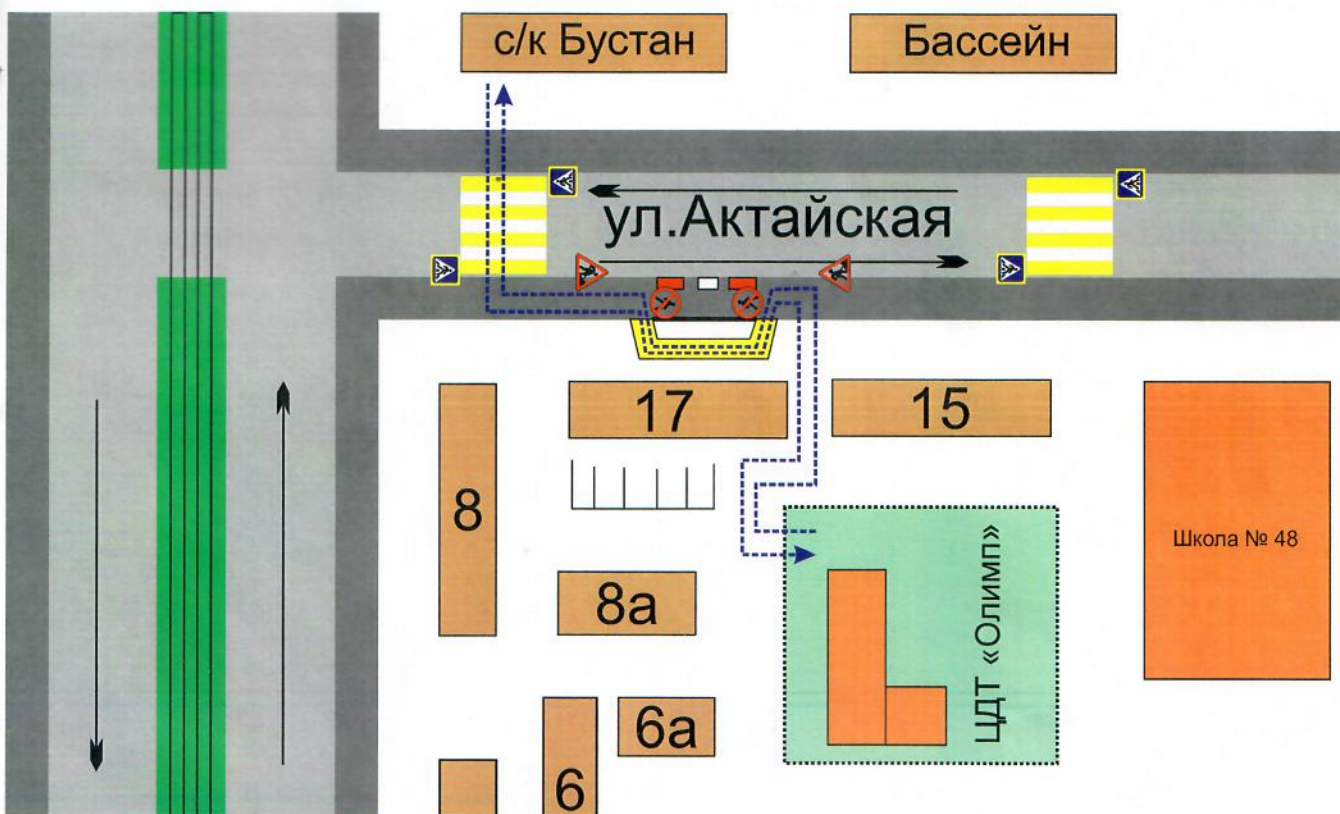 с/к Бустан
Бассейн
ул.Актайская
17
15
8
Школа № 48
8а
ЦДТ «Олимп»
6а
6